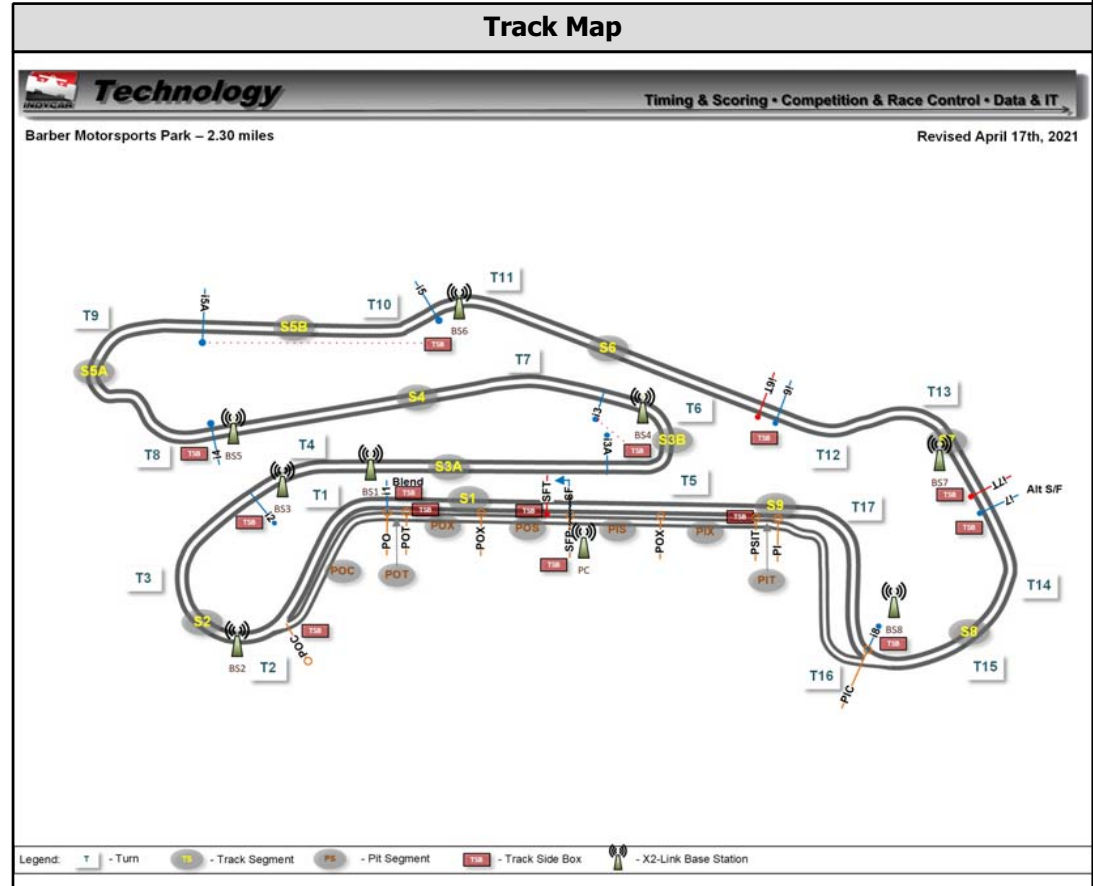 Track Map
INDYCAR
Technology
Timing & Scoring • Competition & Race Control • Data & IT
Barber Motorsports Park – 2.30 miles
Revised April 17th, 2021
T11
i5
T10
i5A
BS6
T9
S5B
TSB
S6
T7
S5A
S4
i6T
i6
T13
i3
BS4
T6
S7
TSB
S3B
T12
i4
BS5
T8
TSB
T4
i3A
TSB
BS7
i7T
Alt S/F
TSB
i7
TSB
BS3
BS1
S3A
T5
Blend
TSB
T1
i1
S1
SFT
SF
S9
T17
i2
TSB
TSB
TSB
TSB
PO
POT
POX
POX
POS
SFP
PIS
POX
PIX
PSIT
PI
PC
TSB
T3
POC
POT
PIT
T14
S2
BS8
TSB
i8
S8
BS2
T2
TSB
POC
T16
PIC
T15
Legend:
T - Turn
TS - Track Segment
PS - Pit Segment
TSB - Track Side Box
- X2-Link Base Station